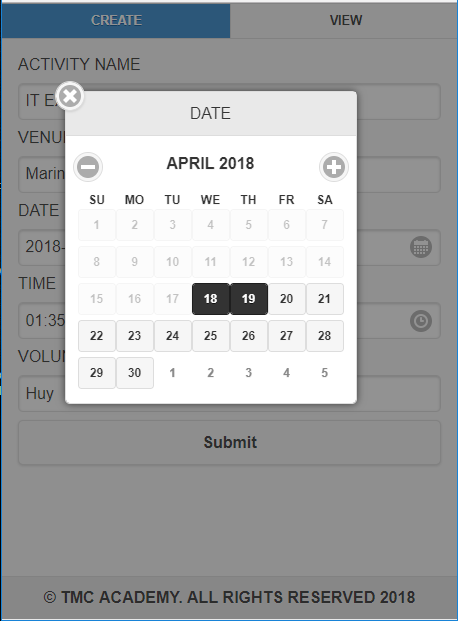 CREATE VIEW
ACTIVITY NAME
IT E
DATE
VENU
APRIL 2018
Marin
SU MO TU WE TH FR SA
DATE
1 2 3 4 5 6 7
2018-
8 9 10 11 12 13 14
TIME
15 16 17 18 19 20 21
01:35
22 23 24 25 26 27 28
VOLUN
29 30 1 2 3 4 5
Huy
Submit
© TMC ACADEMY. ALL RIGHTS RESERVED 2018